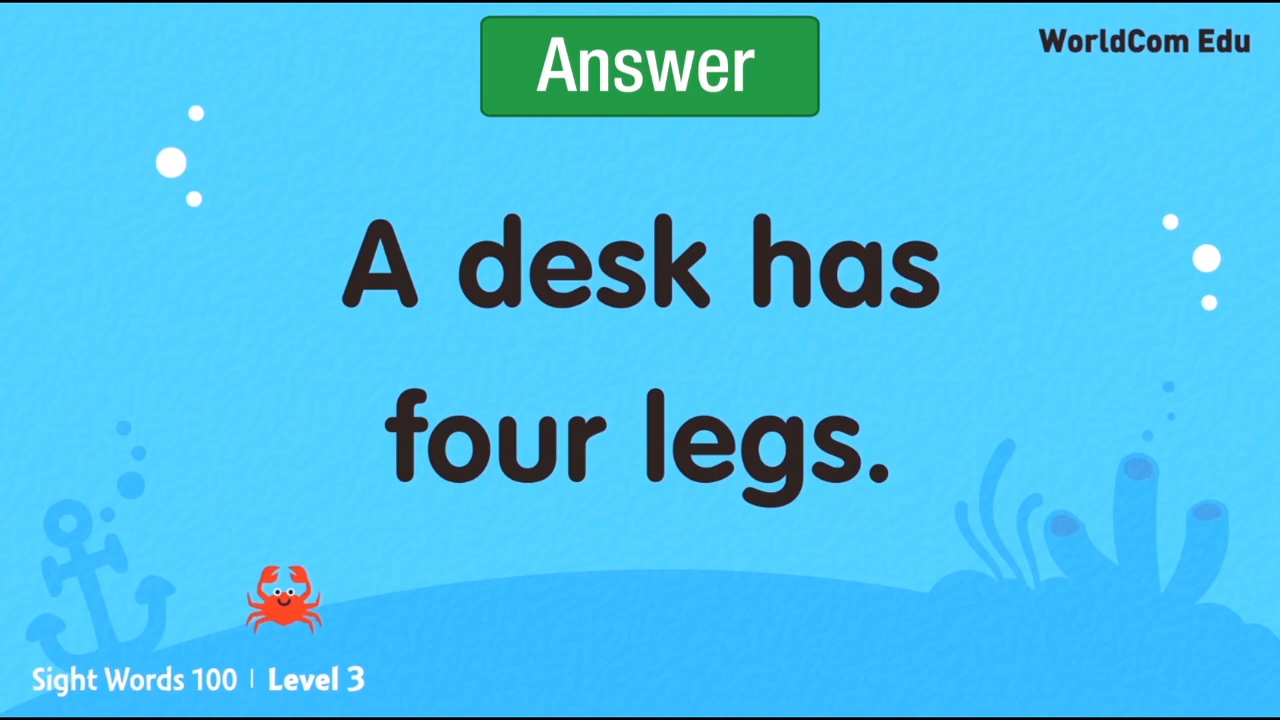 Answer
WorldCom Edu
A desk has
four legs.
Sight Words 100 | Level 3